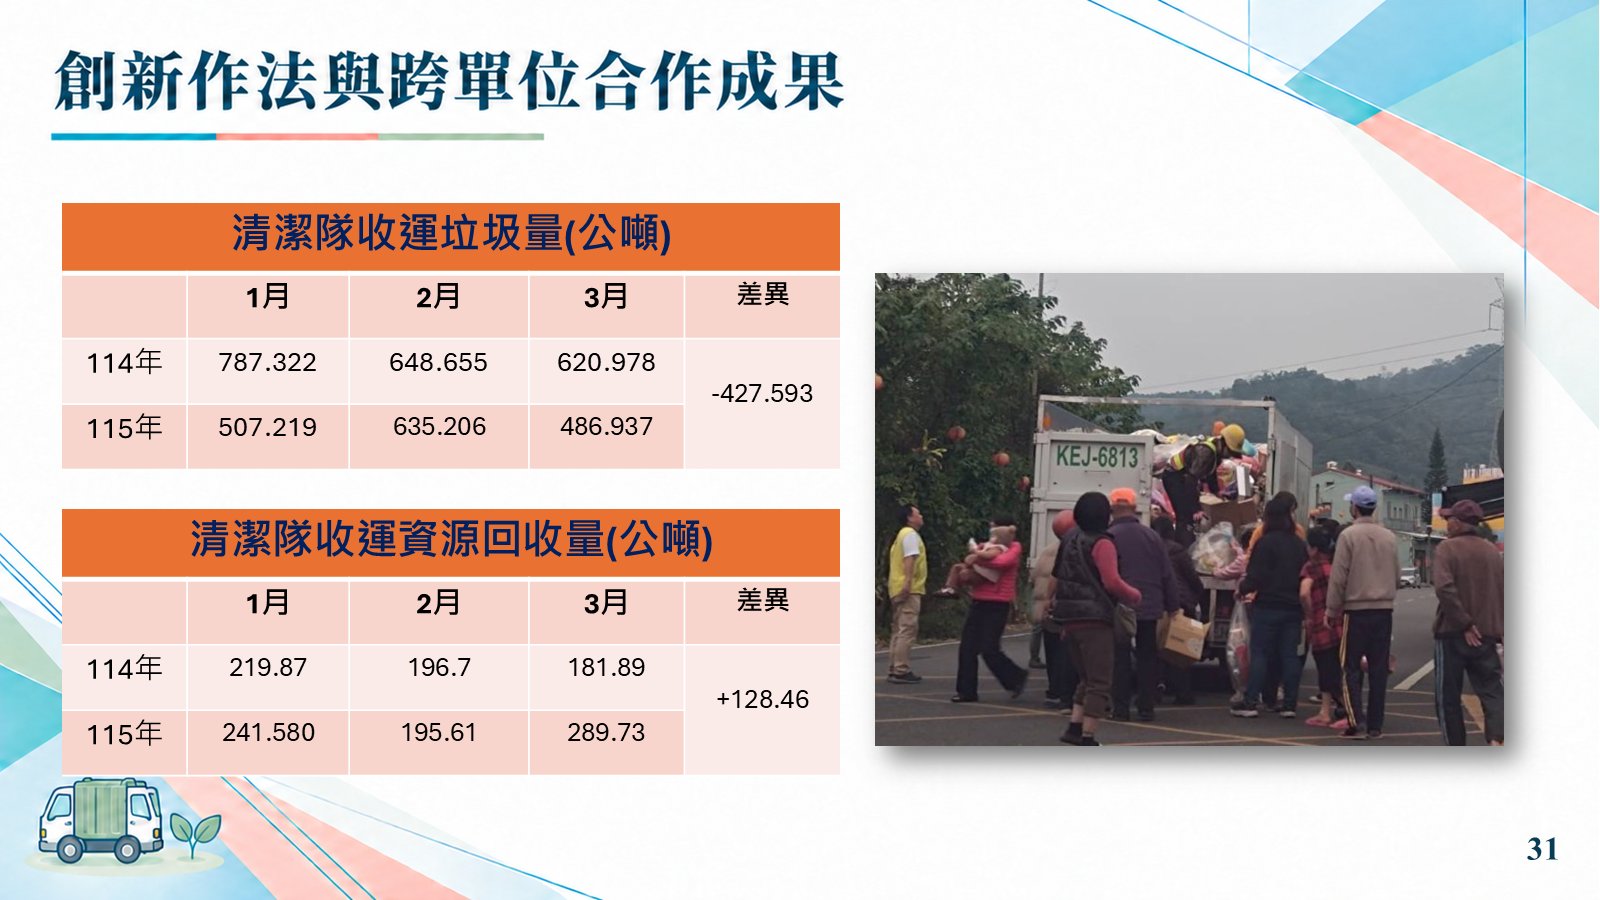 創新作法與跨單位合作成果
清潔隊收運垃圾量(公噸)
1月 2月 3月 差異
114年 787.322 648.655 620.978 -427.593
115年 507.219 635.206 486.937
清潔隊收運資源回收量(公噸)
1月 2月 3月 差異
114年 219.87 196.7 181.89 +128.46
115年 241.580 195.61 289.73
KEJ-6813
31